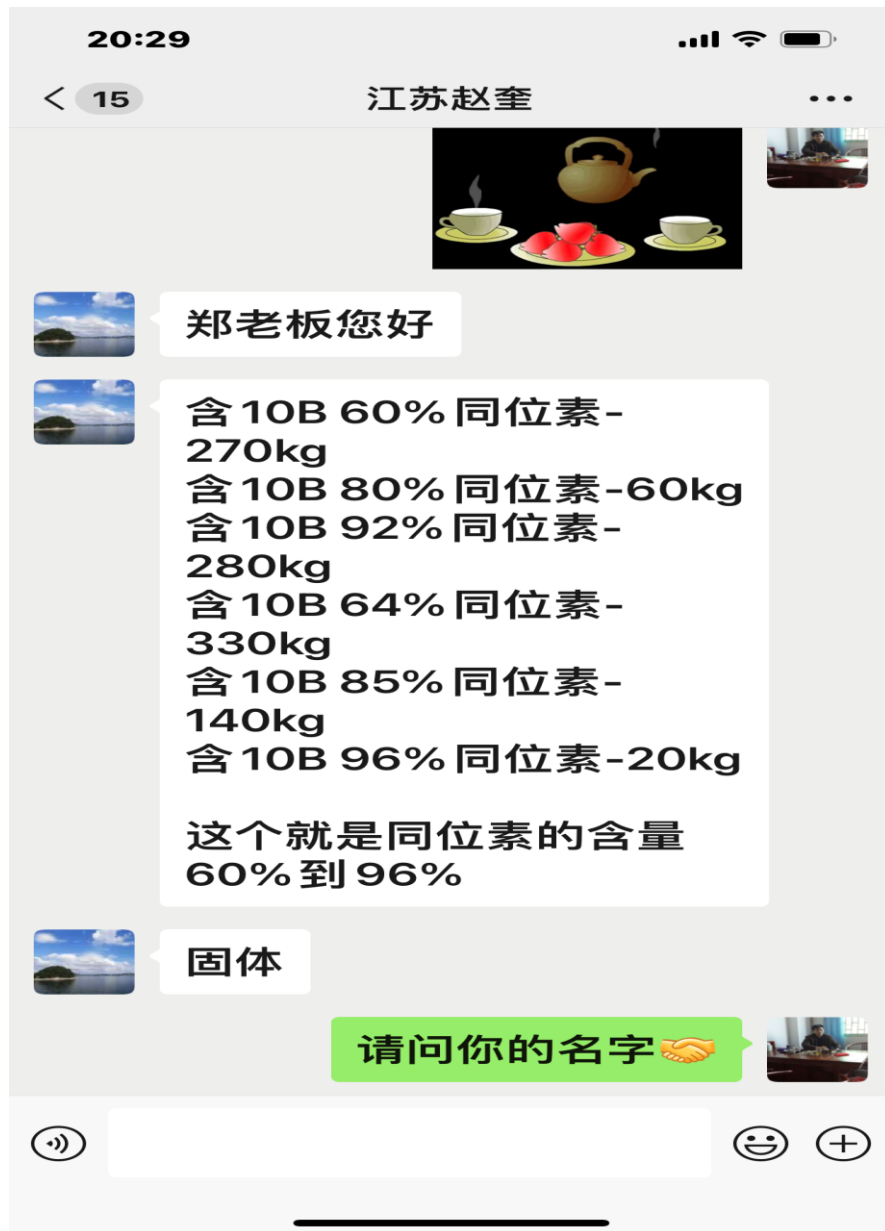 20:29
15
江苏赵奎
郑老板您好
含10B 60%同位素-
270kg
含10B 80%同位素-60kg
含10B 92%同位素-
280kg
含10B 64%同位素-
330kg
含10B 85%同位素-
140kg
含10B 96%同位素-20kg
这个就是同位素的含量
60%到96%
固体
请问你的名字🤝